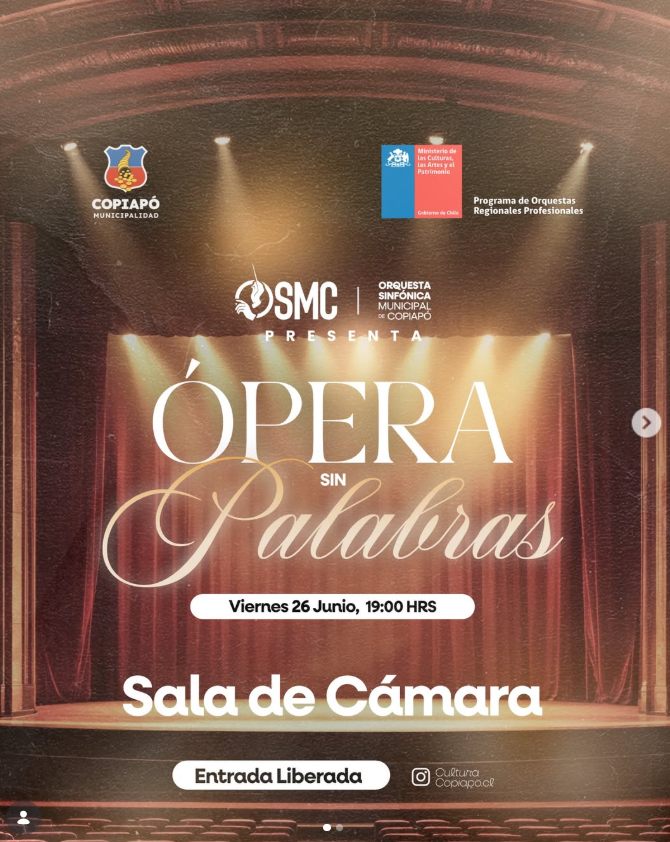 COPIAPÓ
MUNICIPALIDAD
Ministerio de
las Culturas,
las Artes y el
Patrimonio
Gobierno de Chile
Programa de Orquestas
Regionales Profesionales
OSMC
ORQUESTA
SINFÓNICA
MUNICIPAL
DE COPIAPÓ
PRESENTA
ÓPERA
SIN
Palabras
Viernes 26 Junio, 19:00 HRS
Sala de Cámara
Entrada Liberada
Cultura
Copiapo.cl